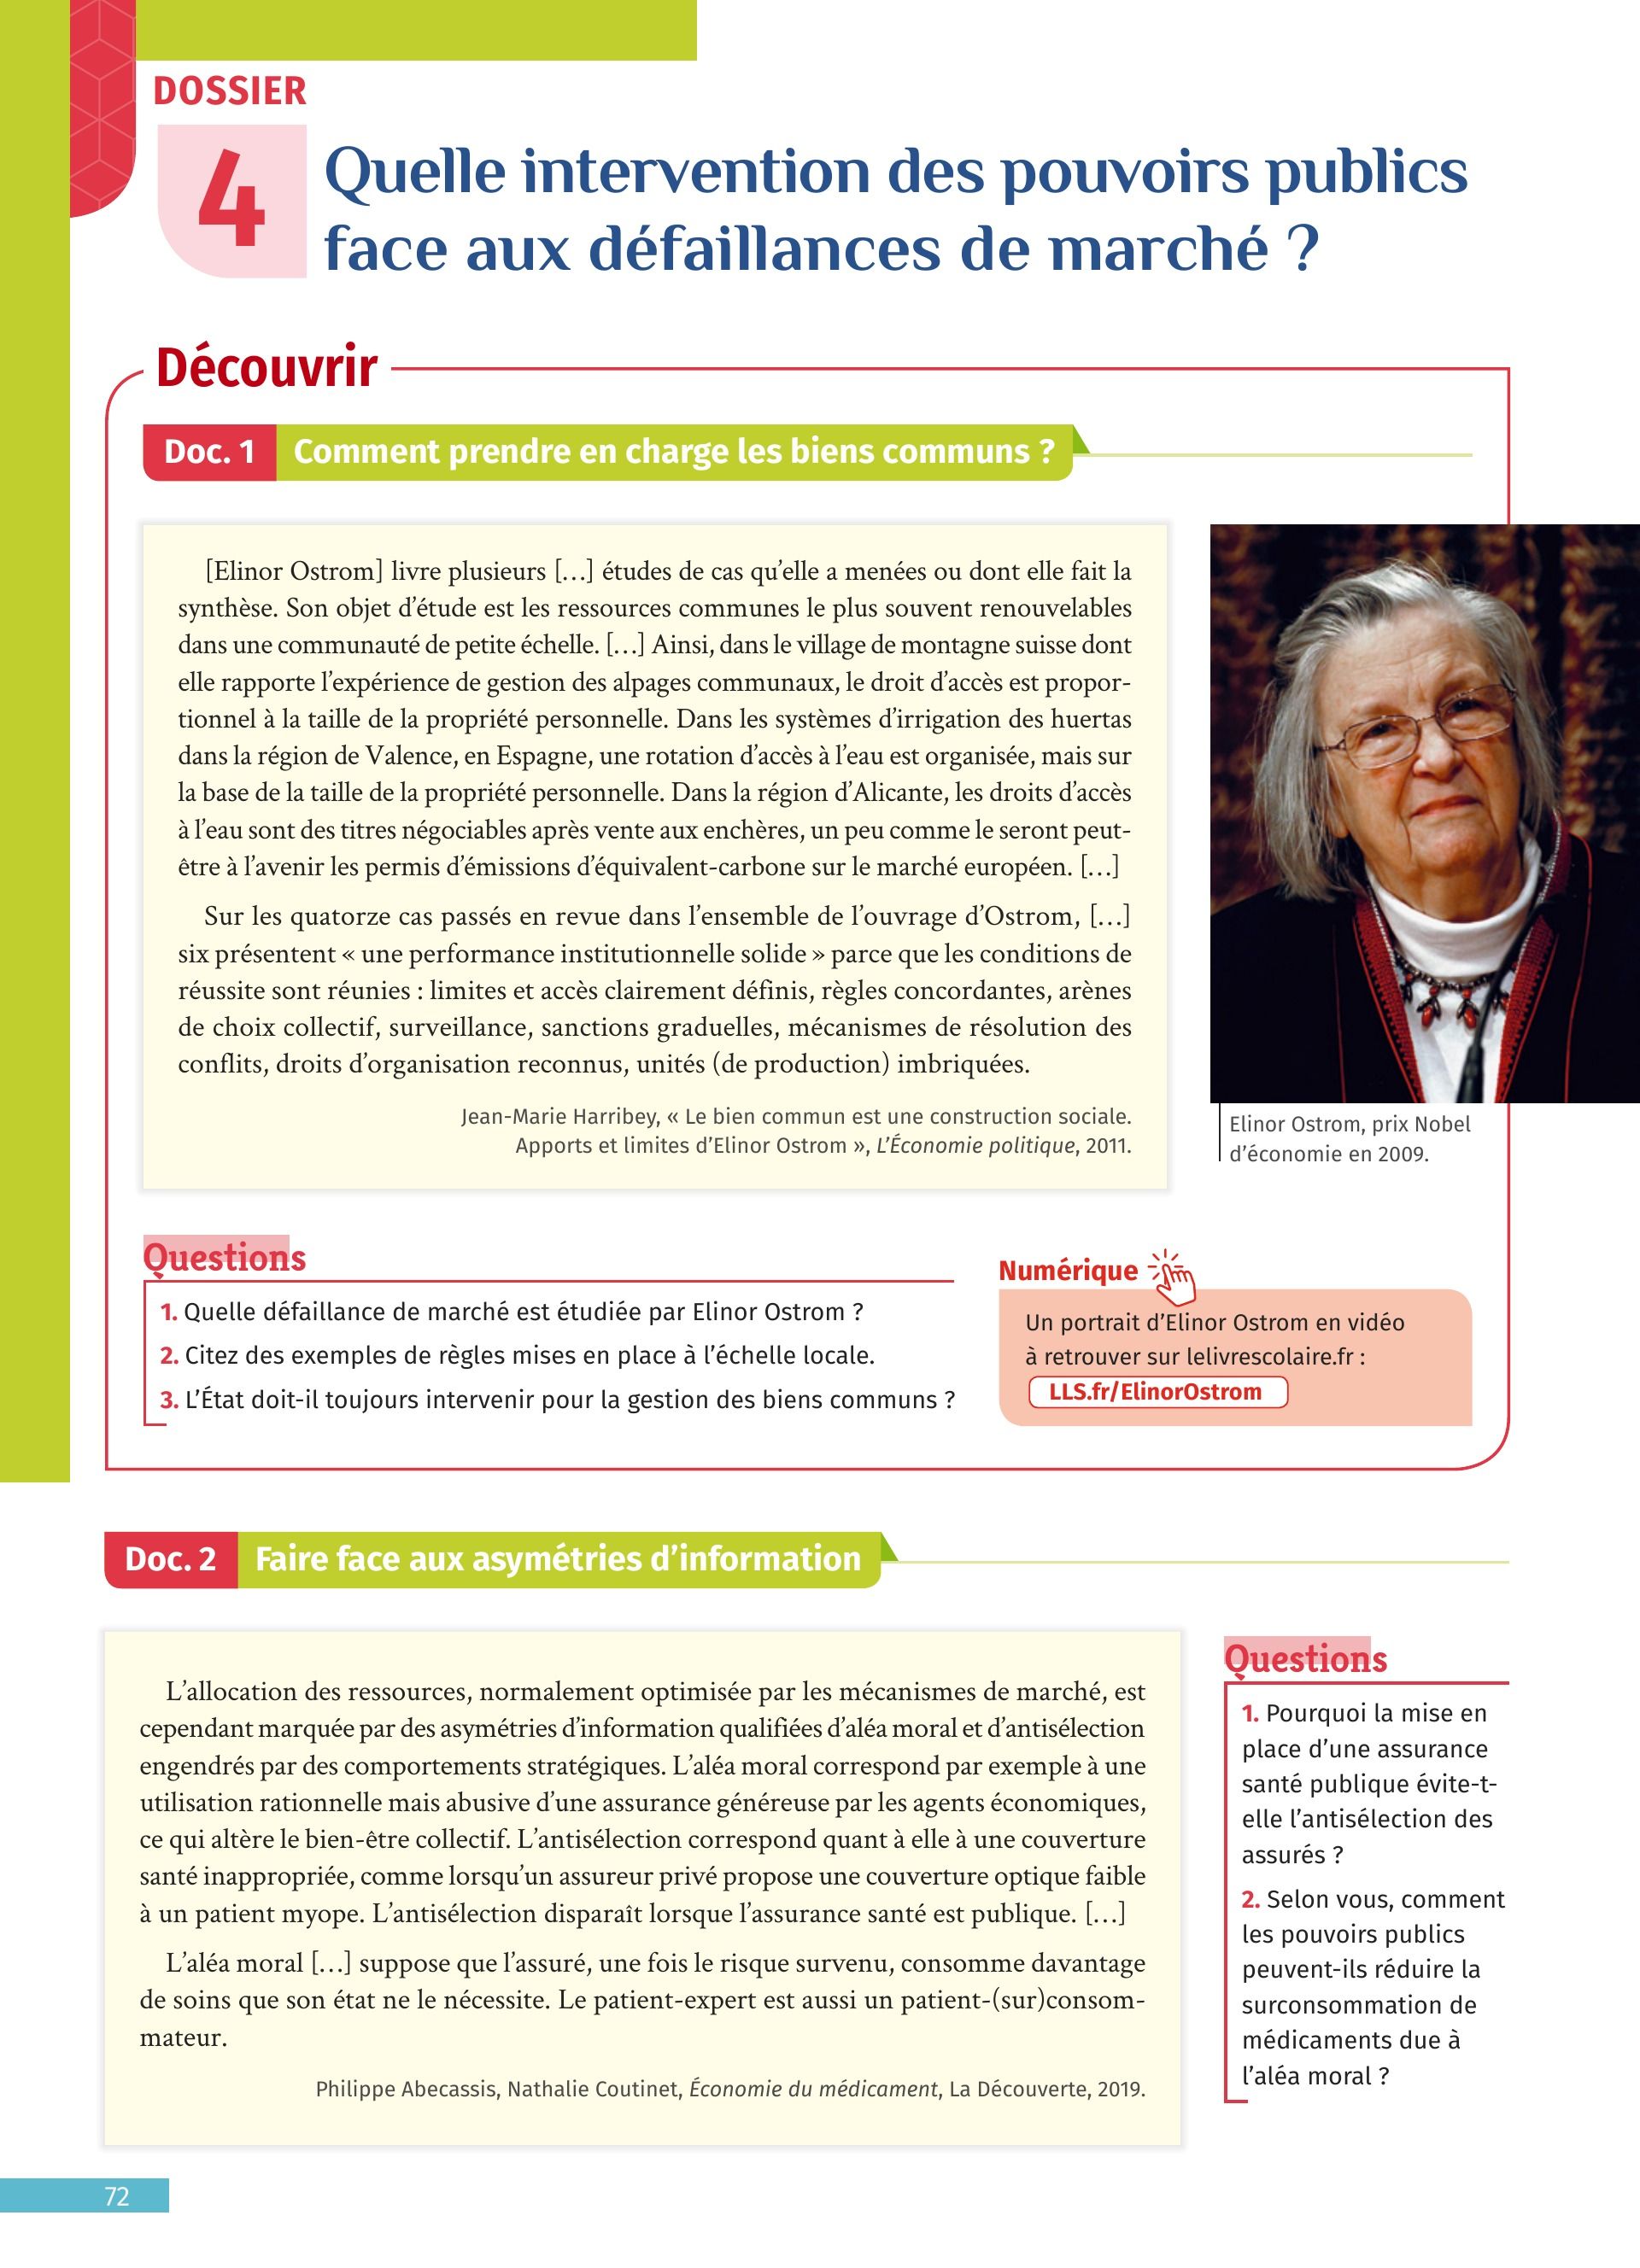 DOSSIER
4
Quelle intervention des pouvoirs publics
face aux défaillances de marché ?
Découvrir
Doc. 1 Comment prendre en charge les biens communs ?
[Elinor Ostrom] livre plusieurs […] études de cas qu’elle a menées ou dont elle fait la
synthèse. Son objet d’étude est les ressources communes le plus souvent renouvelables
dans une communauté de petite échelle. […] Ainsi, dans le village de montagne suisse dont
elle rapporte l’expérience de gestion des alpages communaux, le droit d’accès est propor-
tionnel à la taille de la propriété personnelle. Dans les systèmes d’irrigation des huertas
dans la région de Valence, en Espagne, une rotation d’accès à l’eau est organisée, mais sur
la base de la taille de la propriété personnelle. Dans la région d’Alicante, les droits d’accès
à l’eau sont des titres négociables après vente aux enchères, un peu comme le seront peut-
être à l’avenir les permis d’émissions d’équivalent-carbone sur le marché européen. […]
Sur les quatorze cas passés en revue dans l’ensemble de l’ouvrage d’Ostrom, […]
six présentent « une performance institutionnelle solide » parce que les conditions de
réussite sont réunies : limites et accès clairement définis, règles concordantes, arènes
de choix collectif, surveillance, sanctions graduelles, mécanismes de résolution des
conflits, droits d’organisation reconnus, unités (de production) imbriquées.
Jean-Marie Harribey, « Le bien commun est une construction sociale.
Apports et limites d’Elinor Ostrom », L’Économie politique, 2011.
Elinor Ostrom, prix Nobel
d’économie en 2009.
Questions
1. Quelle défaillance de marché est étudiée par Elinor Ostrom ?
2. Citez des exemples de règles mises en place à l’échelle locale.
3. L’État doit-il toujours intervenir pour la gestion des biens communs ?
Numérique
Un portrait d’Elinor Ostrom en vidéo
à retrouver sur lelivrescolaire.fr :
LLS.fr/ElinorOstrom
Doc. 2 Faire face aux asymétries d’information
L’allocation des ressources, normalement optimisée par les mécanismes de marché, est
cependant marquée par des asymétries d’information qualifiées d’aléa moral et d’antisélection
engendrés par des comportements stratégiques. L’aléa moral correspond par exemple à une
utilisation rationnelle mais abusive d’une assurance généreuse par les agents économiques,
ce qui altère le bien-être collectif. L’antisélection correspond quant à elle à une couverture
santé inappropriée, comme lorsqu’un assureur privé propose une couverture optique faible
à un patient myope. L’antisélection disparaît lorsque l’assurance santé est publique. […]
L’aléa moral […] suppose que l’assuré, une fois le risque survenu, consomme davantage
de soins que son état ne le nécessite. Le patient-expert est aussi un patient-(sur)consom-
mateur.
Philippe Abecassis, Nathalie Coutinet, Économie du médicament, La Découverte, 2019.
Questions
1. Pourquoi la mise en
place d’une assurance
santé publique évite-t-
elle l’antisélection des
assurés ?
2. Selon vous, comment
les pouvoirs publics
peuvent-ils réduire la
surconsommation de
médicaments due à
l’aléa moral ?
72